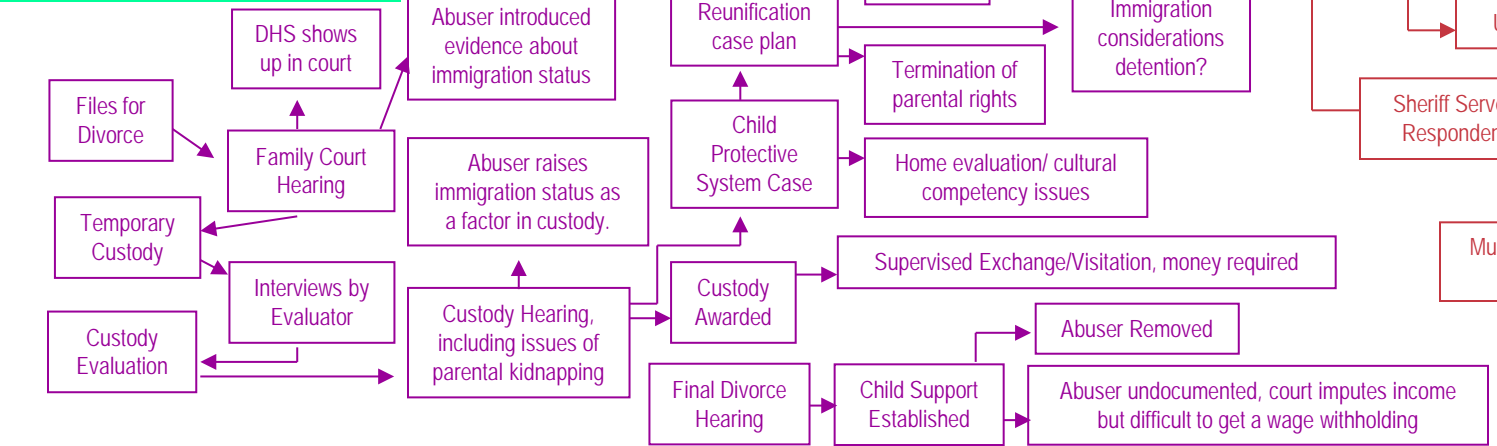 DHS shows
up in court
Abuser introduced
evidence about
immigration status
Reunification
case plan
Immigration
considerations
detention?
Termination of
parental rights
Files for
Divorce
Family Court
Hearing
Abuser raises
immigration status as
a factor in custody.
Child
Protective
System Case
Home evaluation/ cultural
competency issues
Sheriff
Temporary
Custody
Interviews by
Evaluator
Custody Hearing,
including issues of
parental kidnapping
Custody
Awarded
Supervised Exchange/Visitation, money required
Custody
Evaluation
Abuser Removed
Final Divorce
Hearing
Child Support
Established
Abuser undocumented, court imputes income
but difficult to get a wage withholding